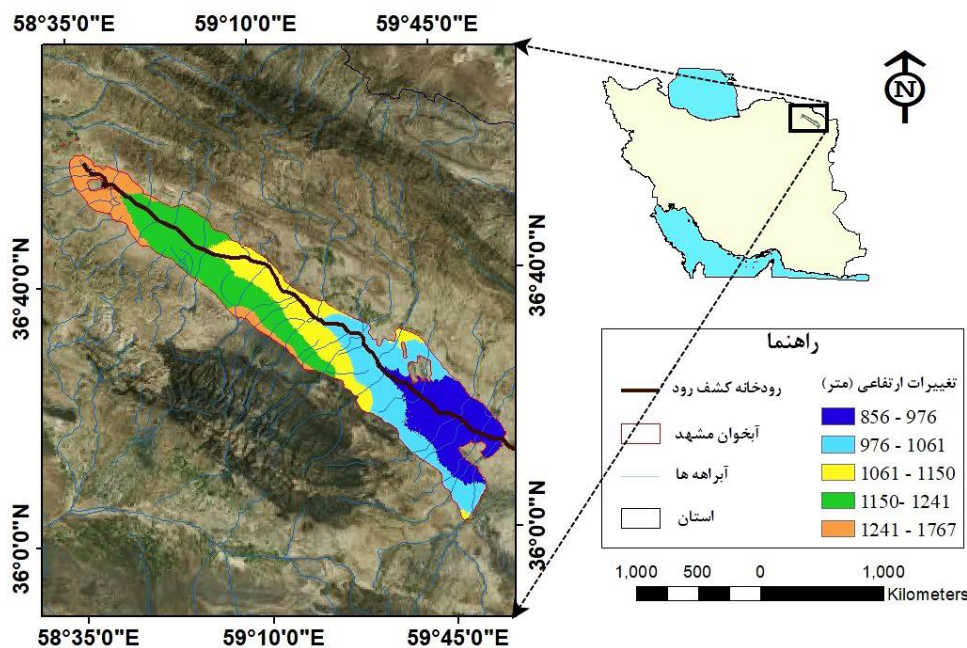 58°35'0"E 59°10'0"E 59°45'0"E
36°40'0"N
36°0'0"N
36°40'0"N
36°0'0"N
58°35'0"E 59°10'0"E 59°45'0"E
N
راهنما
تغییرات ارتفاعی (متر)
856 - 976
976 - 1061
1061 - 1150
1150- 1241
1241 - 1767
رودخانه کشف رود
آبخوان مشهد
آبراهه ها
استان
1,000 500 0 1,000
Kilometers